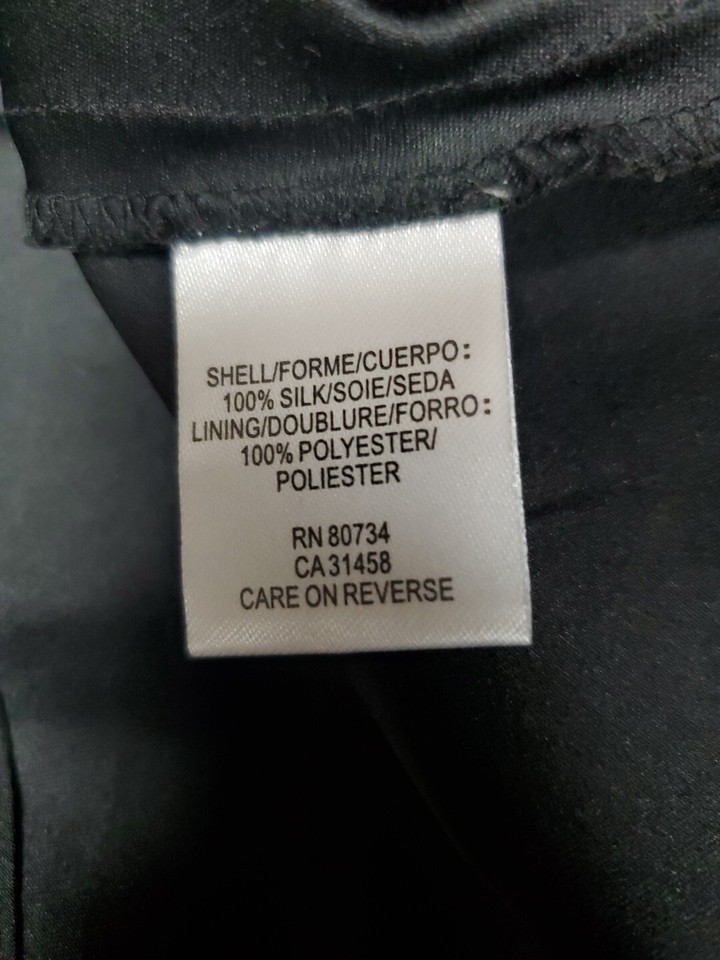 SHELL/FORME/CUERPO:
100% SILK/SOIE/SEDA
LINING/DOUBLURE/FORRO:
100% POLYESTER/
POLIESTER
RN 80734
CA 31458
CARE ON REVERSE